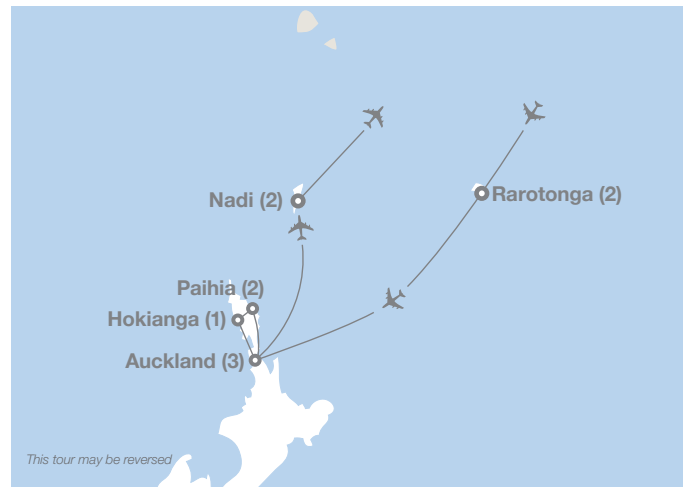 Nadi (2)
Rarotonga (2)
Paihia (2)
Hokianga (1)
Auckland (3)
This tour may be reversed